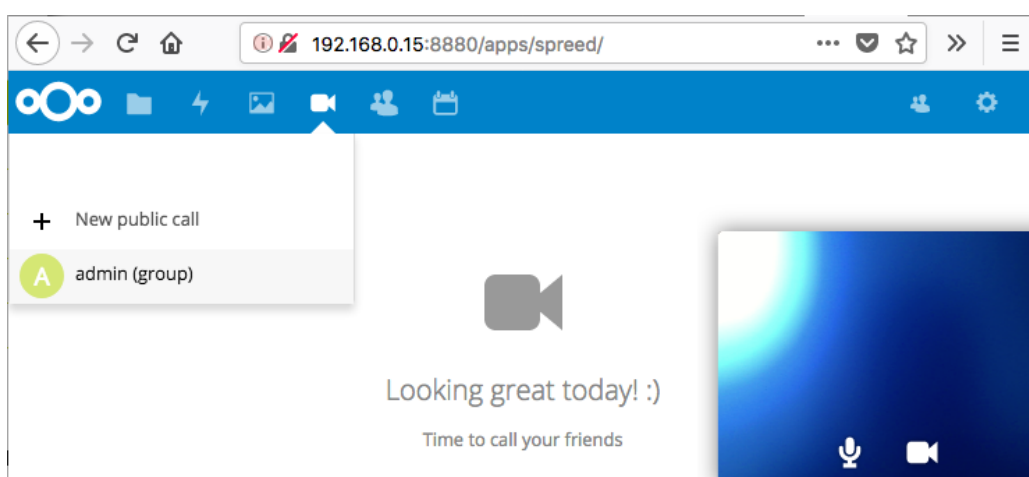 192.168.0.15:8880/apps/spreed/
New public call
A admin (group)
Looking great today! :)
Time to call your friends